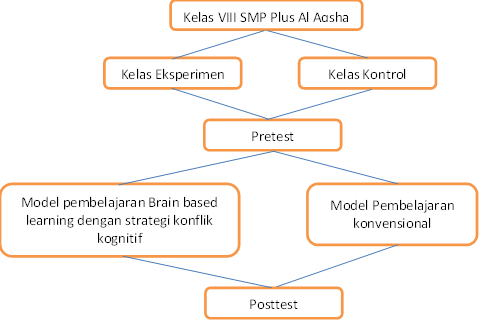 Kelas VIII SMP Plus Al Aqsha
Kelas Eksperimen
Kelas Kontrol
Pretest
Model pembelajaran Brain based
learning dengan strategi konflik
kognitif
Model Pembelajaran
konvensional
Posttest